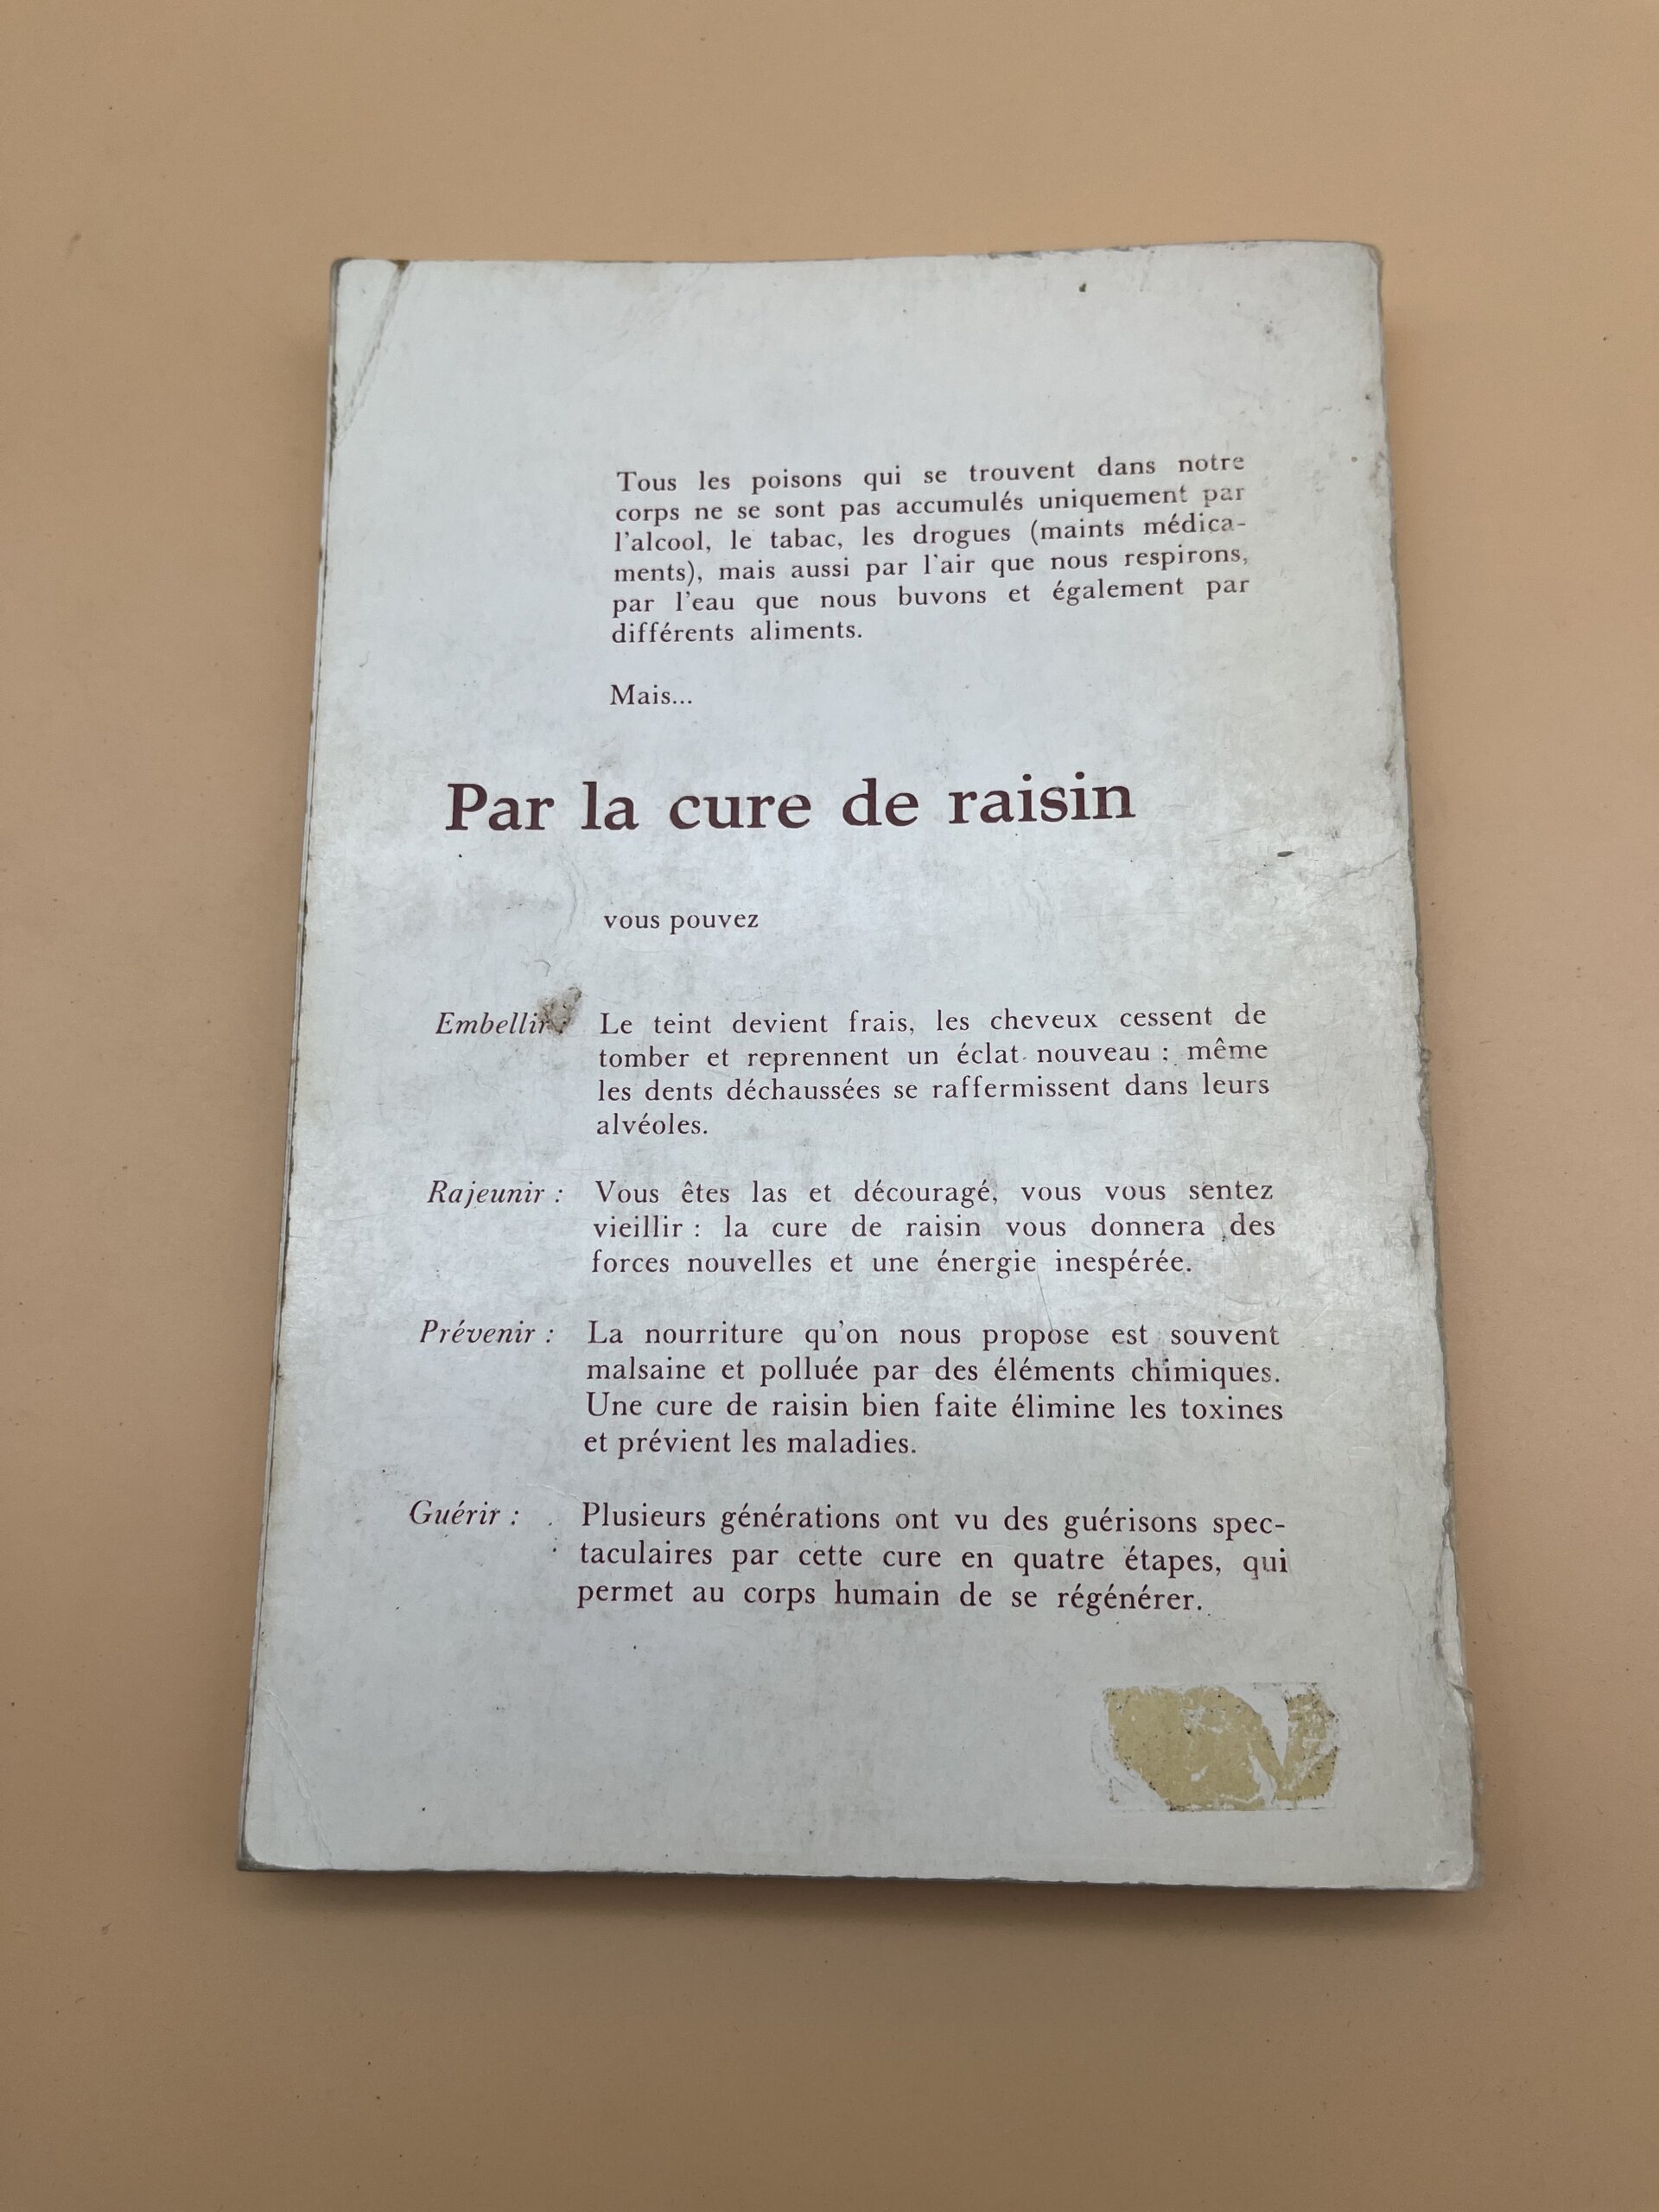 Tous les poisons qui se trouvent dans notre
corps ne se sont pas accumulés uniquement par
l'alcool, le tabac, les drogues (maints médica-
ments), mais aussi par l'air que nous respirons,
par l'eau que nous buvons et également par
différents aliments.
Mais...
Par la cure de raisin
vous pouvez
Embellir : Le teint devient frais, les cheveux cessent de
tomber et reprennent un éclat nouveau : même
les dents déchaussées se raffermissent dans leurs
alvéoles.
Rajeunir : Vous êtes las et découragé, vous vous sentez
vieillir : la cure de raisin vous donnera des
forces nouvelles et une énergie inespérée.
Prévenir : La nourriture qu'on nous propose est souvent
malsaine et polluée par des éléments chimiques.
Une cure de raisin bien faite élimine les toxines
et prévient les maladies.
Guérir : Plusieurs générations ont vu des guérisons spec-
taculaires par cette cure en quatre étapes, qui
permet au corps humain de se régénérer.